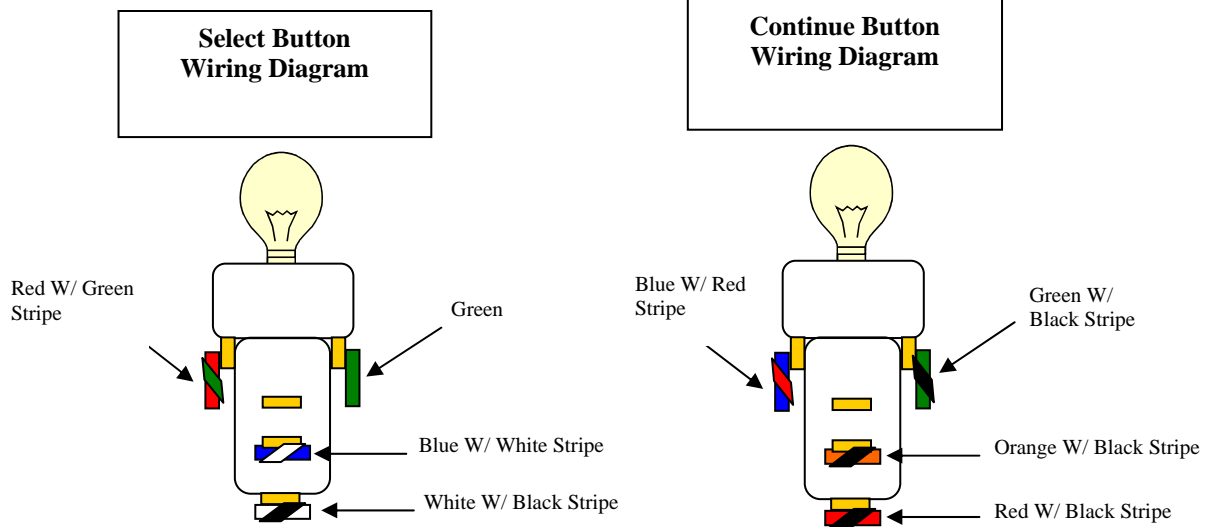 Select Button
Wiring Diagram
Red W/ Green
Stripe
Green
Blue W/ White Stripe
White W/ Black Stripe
Continue Button
Wiring Diagram
Blue W/ Red
Stripe
Green W/
Black Stripe
Orange W/ Black Stripe
Red W/ Black Stripe